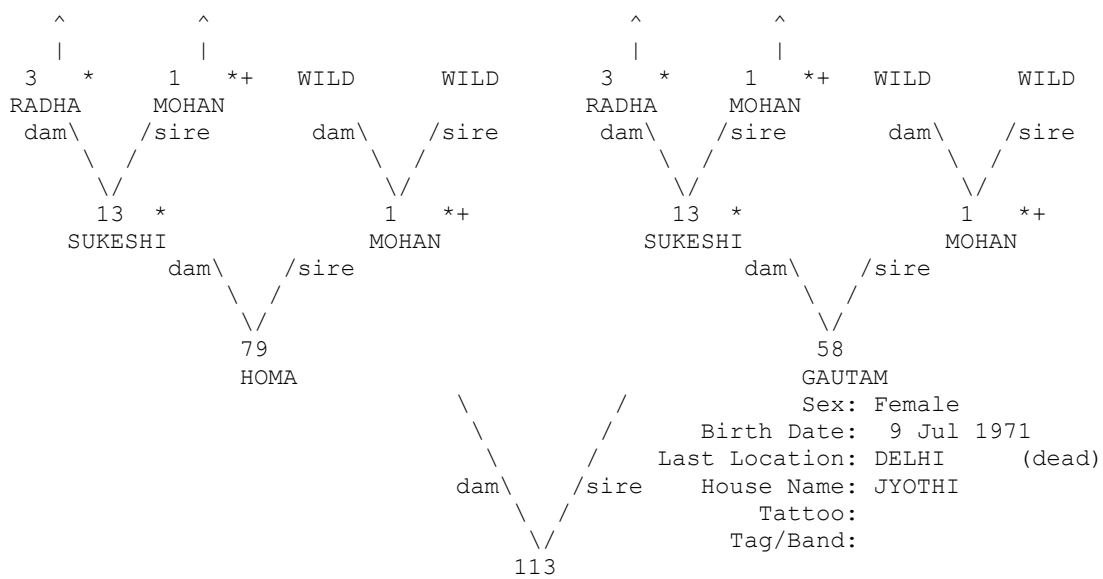 ^ ^ ^ ^
| | | |
3 * 1 *+ WILD WILD 3 * 1 *+ WILD WILD
RADHA MOHAN RADHA MOHAN
dam\ /sire dam\ /sire dam\ /sire dam\ /sire
\ / \ / \ / \ /
\/ \/ \/ \/
13 * 1 *+ 13 * 1 *+
SUKESHI MOHAN SUKESHI MOHAN
dam\ /sire dam\ /sire
\ / \ /
\/ \/
79 58
HOMA GAUTAM
\ / Sex: Female
\ / Birth Date: 9 Jul 1971
\ / Last Location: DELHI (dead)
dam\ /sire House Name: JYOTHI
\ / Tattoo:
\/ Tag/Band:
113